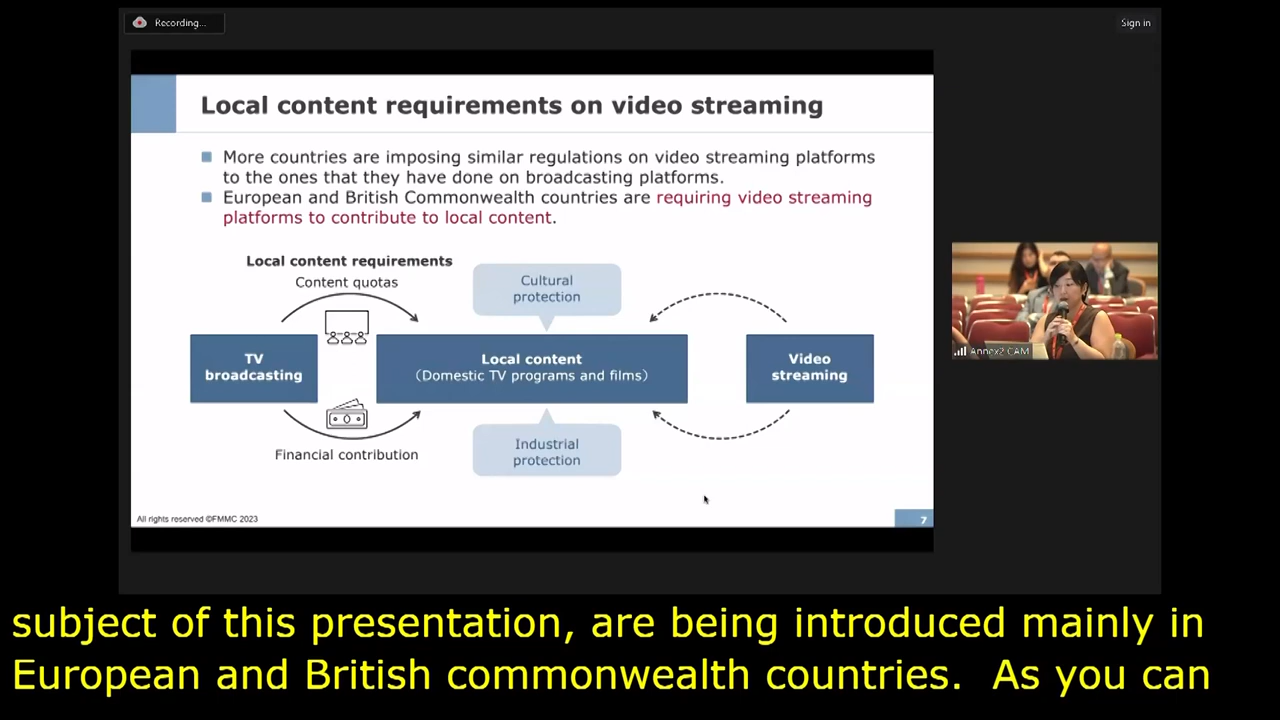 Recording...
Sign in
Local content requirements on video streaming
More countries are imposing similar regulations on video streaming platforms
to the ones that they have done on broadcasting platforms.
European and British Commonwealth countries are requiring video streaming
platforms to contribute to local content.
Local content requirements
Content quotas
Cultural
protection
TV
broadcasting
Local content
(Domestic TV programs and films)
Video
streaming
Financial contribution
Industrial
protection
All rights reserved ©FMMC 2023
7
Annex2 CAM
subject of this presentation, are being introduced mainly in
European and British commonwealth countries.  As you can